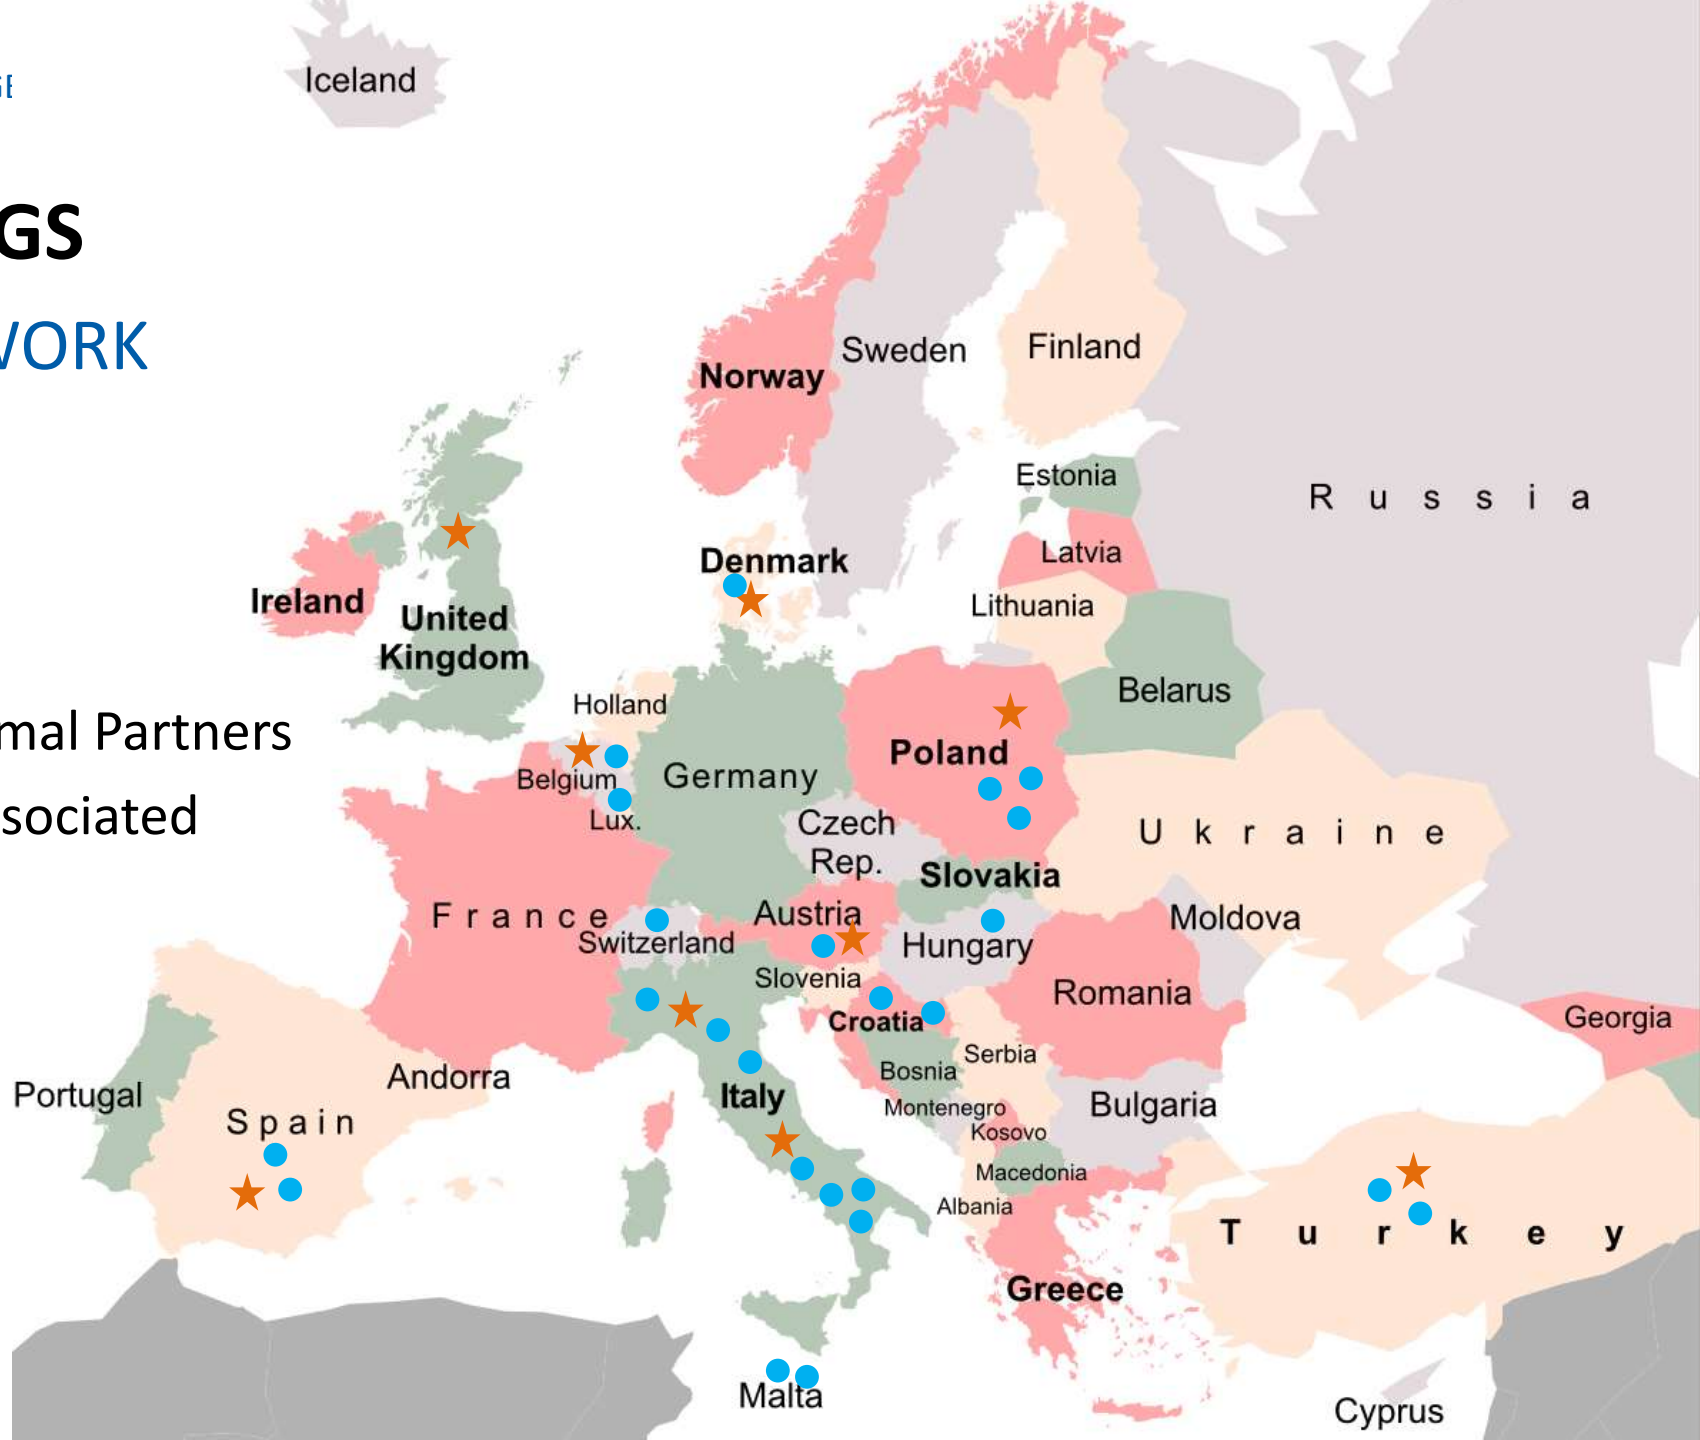 Iceland
GE
GS
WORK
Sweden
Finland
Norway
Estonia
Russia
Latvia
Denmark
Ireland
Lithuania
United
Kingdom
Belarus
Holland
mal Partners
Poland
Belgium
Germany
sociated
Lux.
Czech
Rep.
Ukraine
Slovakia
France
Austria
Moldova
Switzerland
Hungary
Slovenia
Romania
Croatia
Georgia
Serbia
Bosnia
Andorra
Portugal
Italy
Montenegro
Bulgaria
Spain
Kosovo
Macedonia
Albania
Turkey
Greece
Malta
Cyprus